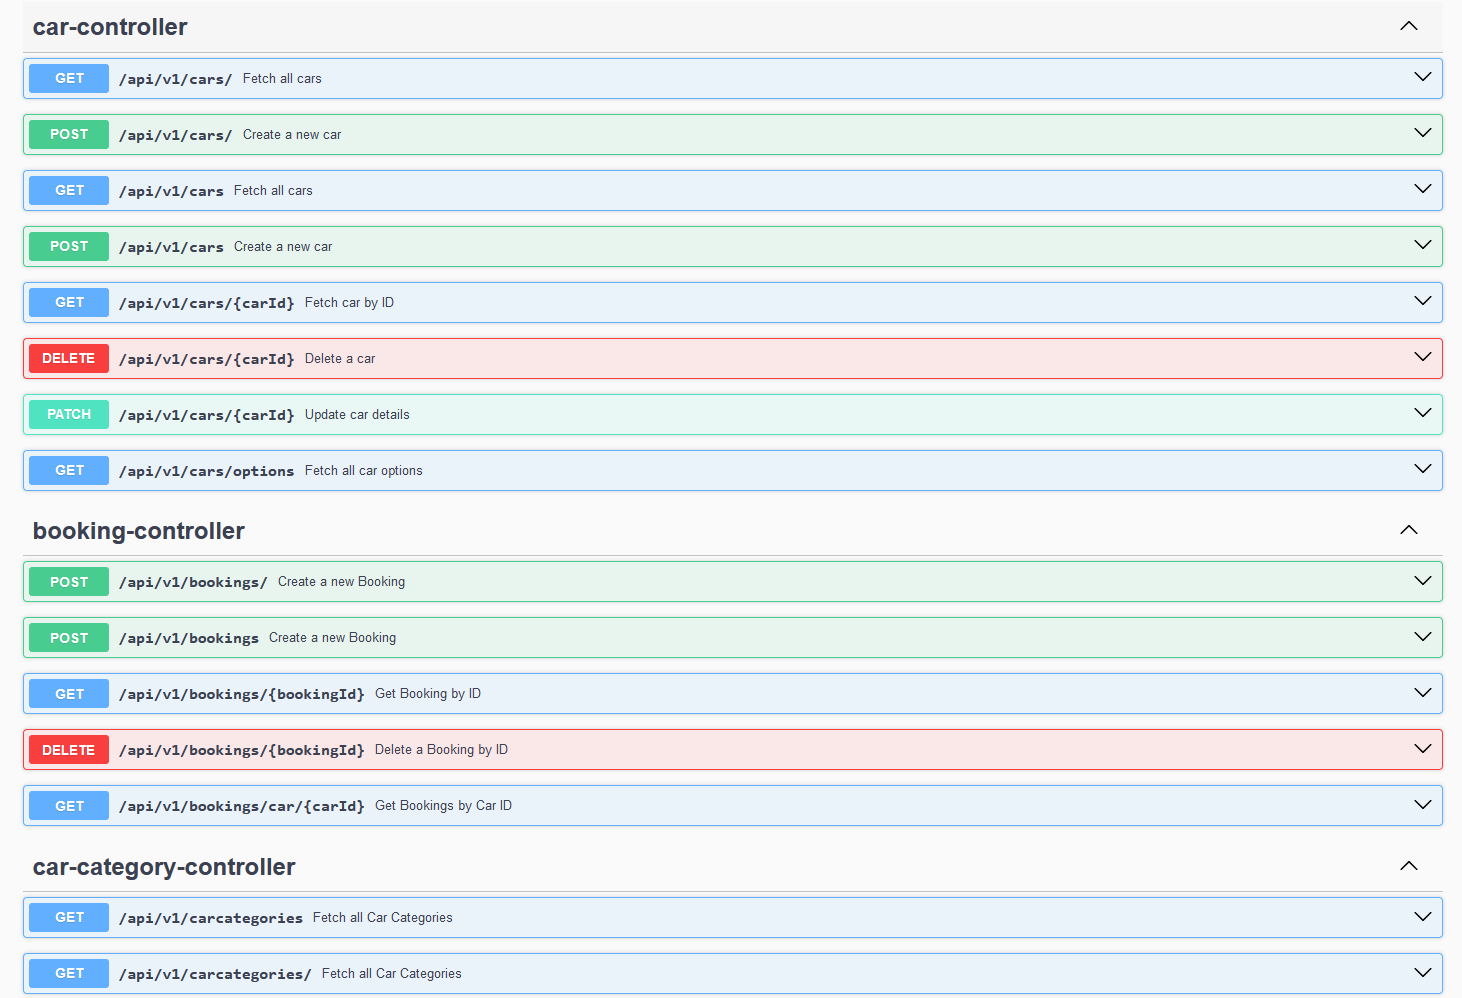 car-controller
GET /api/v1/cars/ Fetch all cars
POST /api/v1/cars/ Create a new car
GET /api/v1/cars Fetch all cars
POST /api/v1/cars Create a new car
GET /api/v1/cars/{carId} Fetch car by ID
DELETE /api/v1/cars/{carId} Delete a car
PATCH /api/v1/cars/{carId} Update car details
GET /api/v1/cars/options Fetch all car options
booking-controller
POST /api/v1/bookings/ Create a new Booking
POST /api/v1/bookings Create a new Booking
GET /api/v1/bookings/{bookingId} Get Booking by ID
DELETE /api/v1/bookings/{bookingId} Delete a Booking by ID
GET /api/v1/bookings/car/{carId} Get Bookings by Car ID
car-category-controller
GET /api/v1/carcategories Fetch all Car Categories
GET /api/v1/carcategories/ Fetch all Car Categories